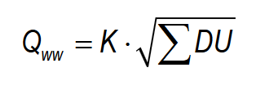 Q_ww = K · √∑DU